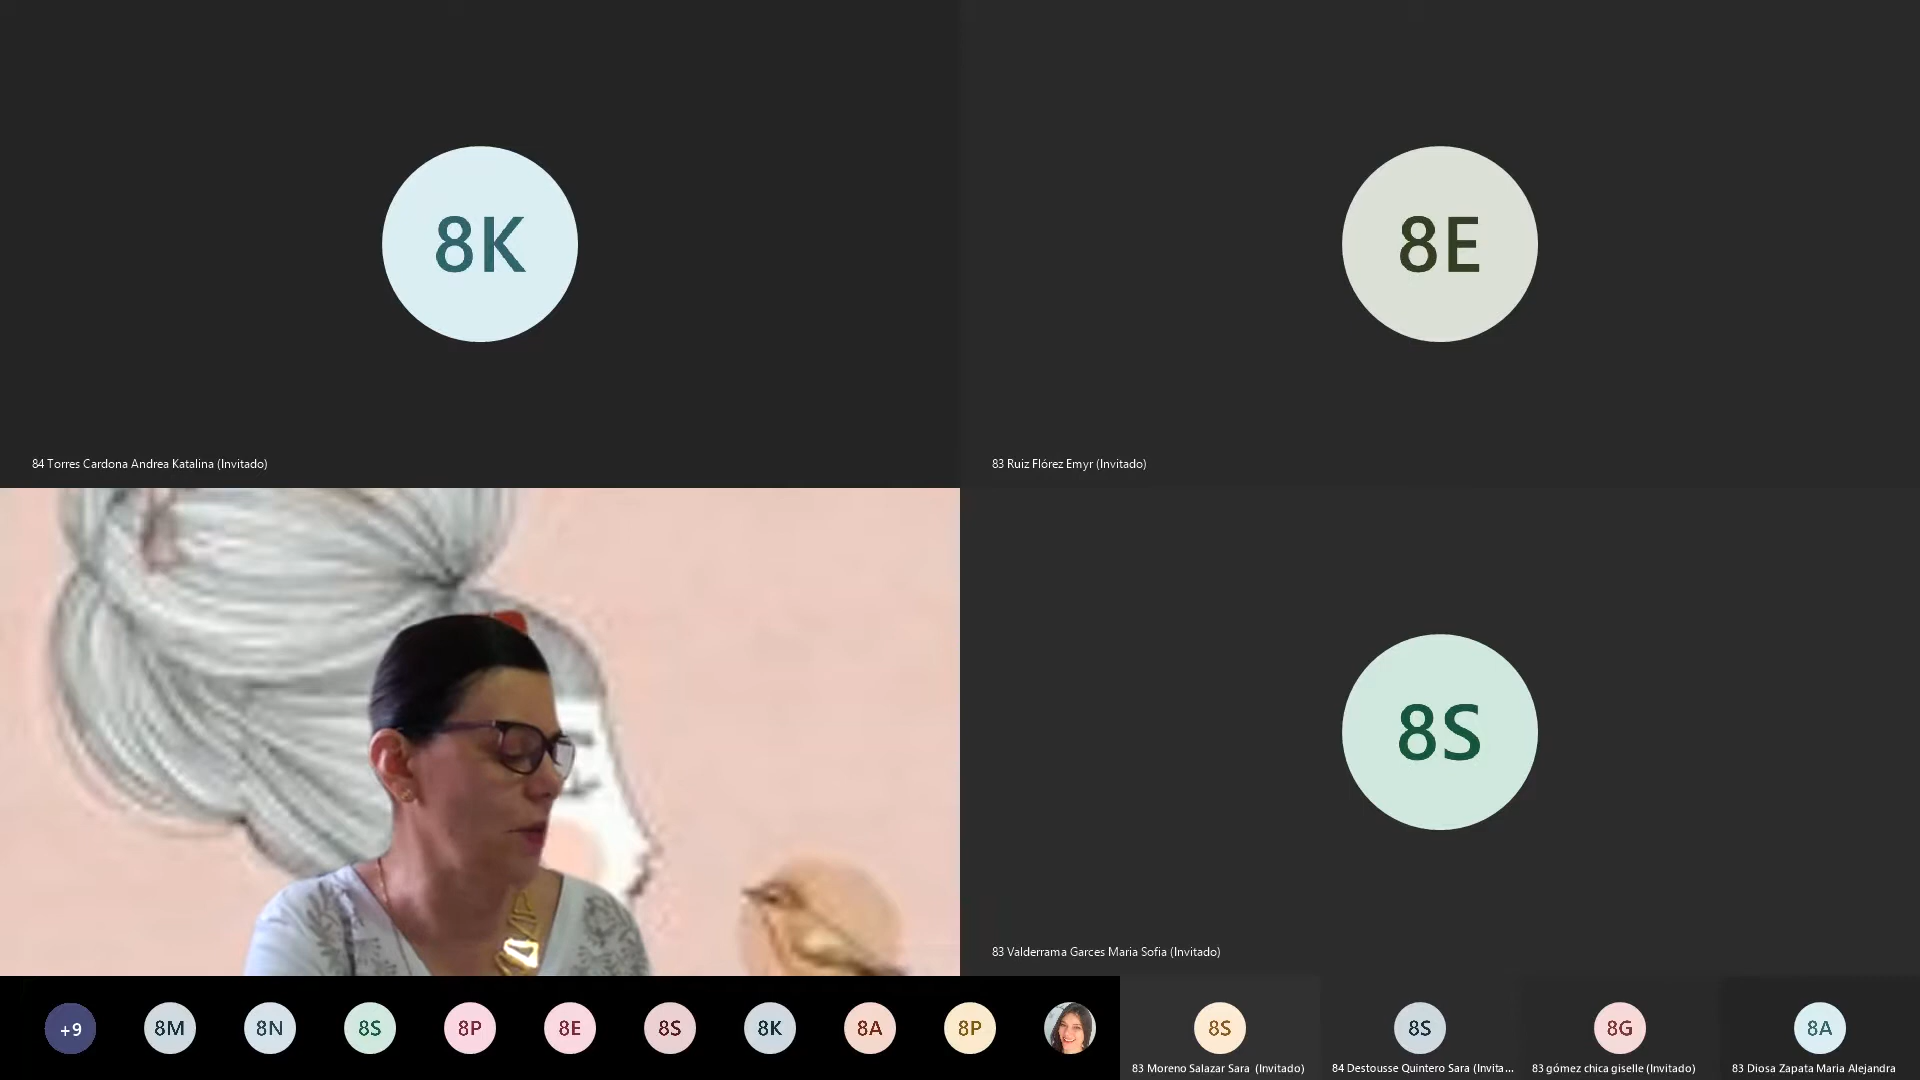 8K
8E
84 Torres Cardona Andrea Katalina (Invitado)
83 Ruiz Flórez Emyr (Invitado)
8S
83 Valderrama Garces Maria Sofia (Invitado)
+9
8M
8N
8S
8P
8E
8S
8K
8A
8P
8S
8S
8G
8A
83 Moreno Salazar Sara (Invitado)
84 Destousse Quintero Sara (Invita...
83 gómez chica giselle (Invitado)
83 Diosa Zapata Maria Alejandra